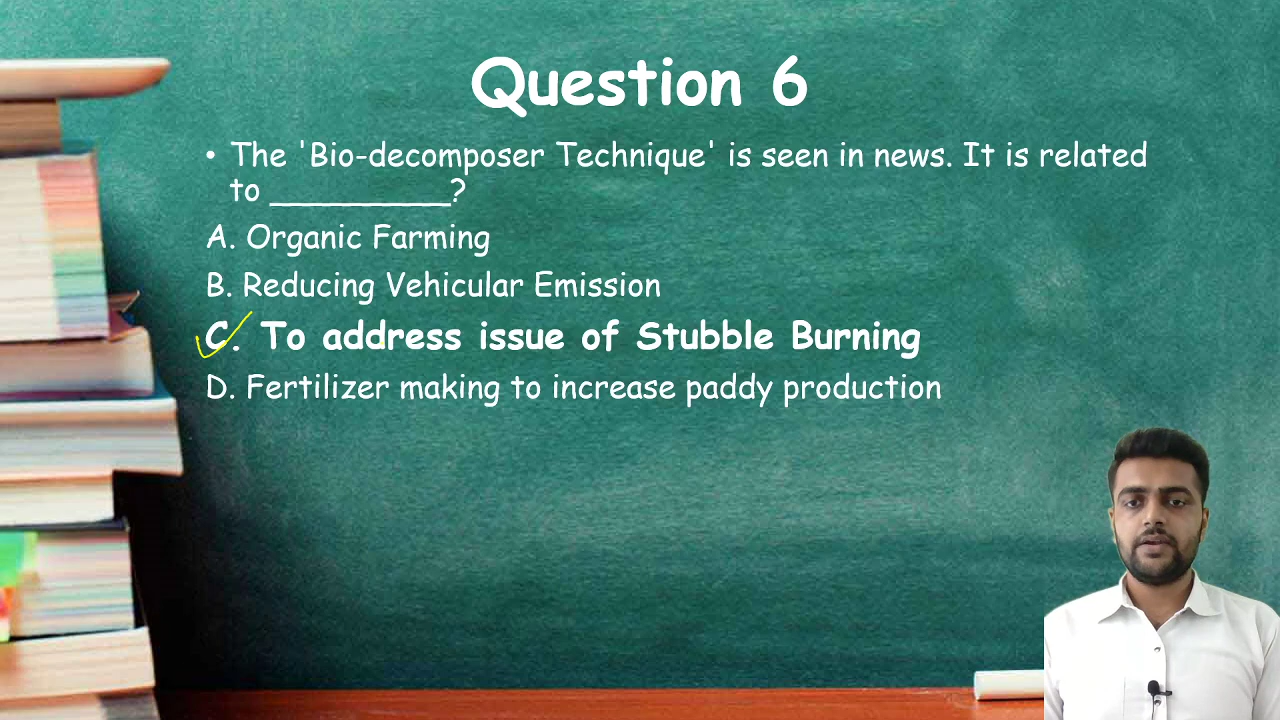 Question 6
• The 'Bio-decomposer Technique' is seen in news. It is related
to _________?
A. Organic Farming
B. Reducing Vehicular Emission
C. To address issue of Stubble Burning
D. Fertilizer making to increase paddy production